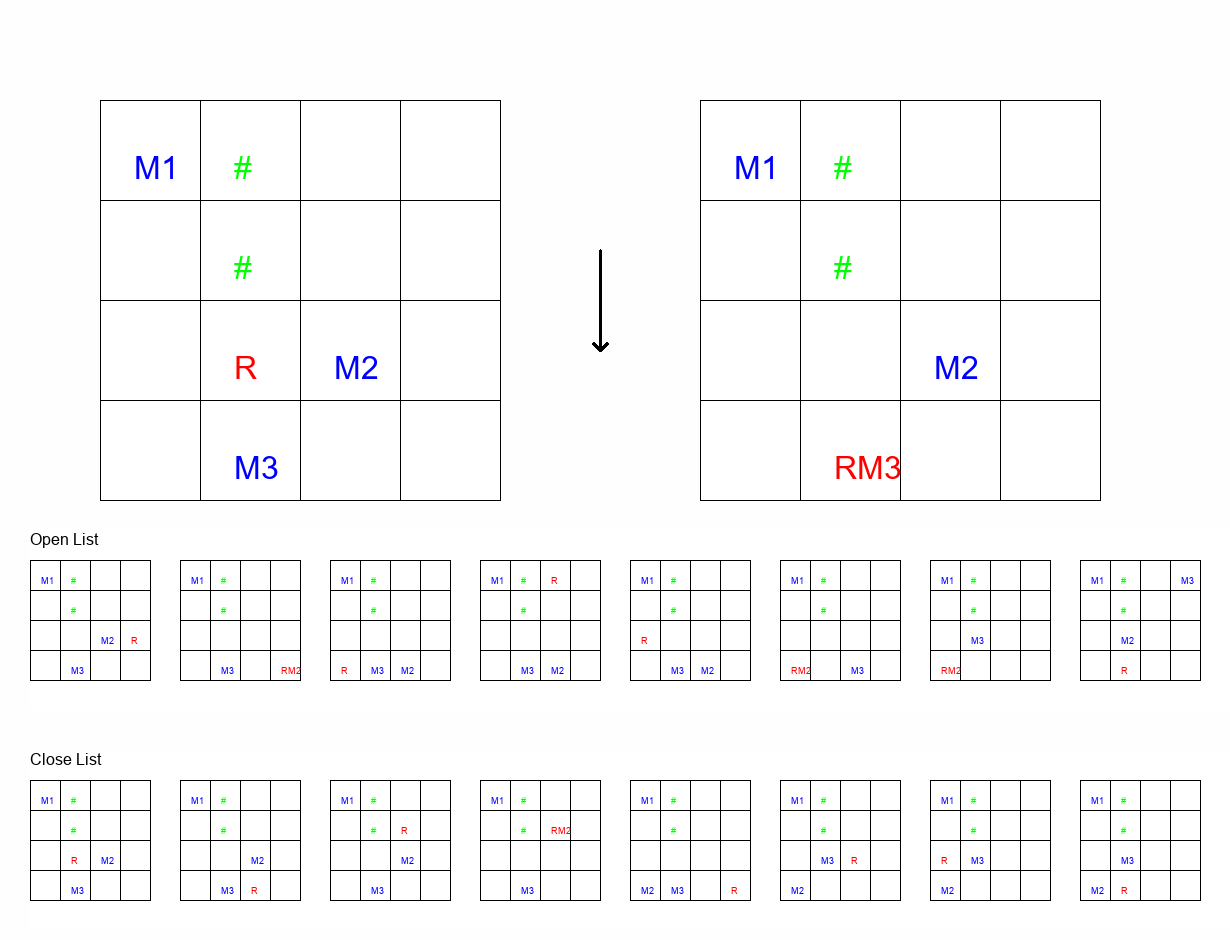 M1 # M1 #
# #
R M2 M2
M3 RM3
Open List
M1 # M1 # M1 # M1 # R M1 # M1 # M1 # M1 # M3
# # # # # # # #
M2 R R M3 M2
M3 M3 RM2 R M3 M2 M3 M2 M3 M2 RM2 M3 RM2 R
Close List
M1 # M1 # M1 # M1 # M1 # M1 # M1 # M1 #
# # # R # RM2 # # # #
R M2 M2 M2 M3 R R M3 M3
M3 M3 R M3 M3 M2 M3 R M2 M2 M2 R